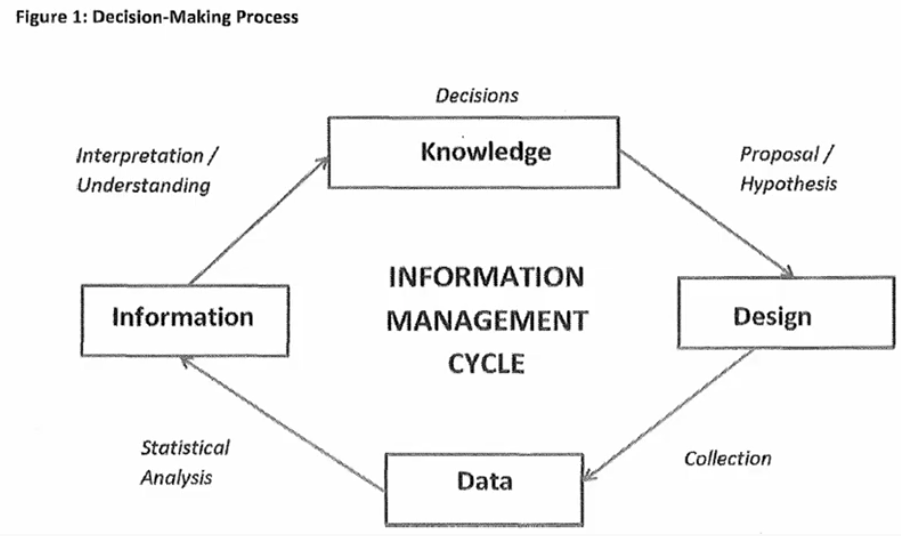 Figure 1: Decision-Making Process
Decisions
Knowledge
Interpretation /
Understanding
Proposal /
Hypothesis
INFORMATION
MANAGEMENT
CYCLE
Information
Design
Statistical
Analysis
Collection
Data